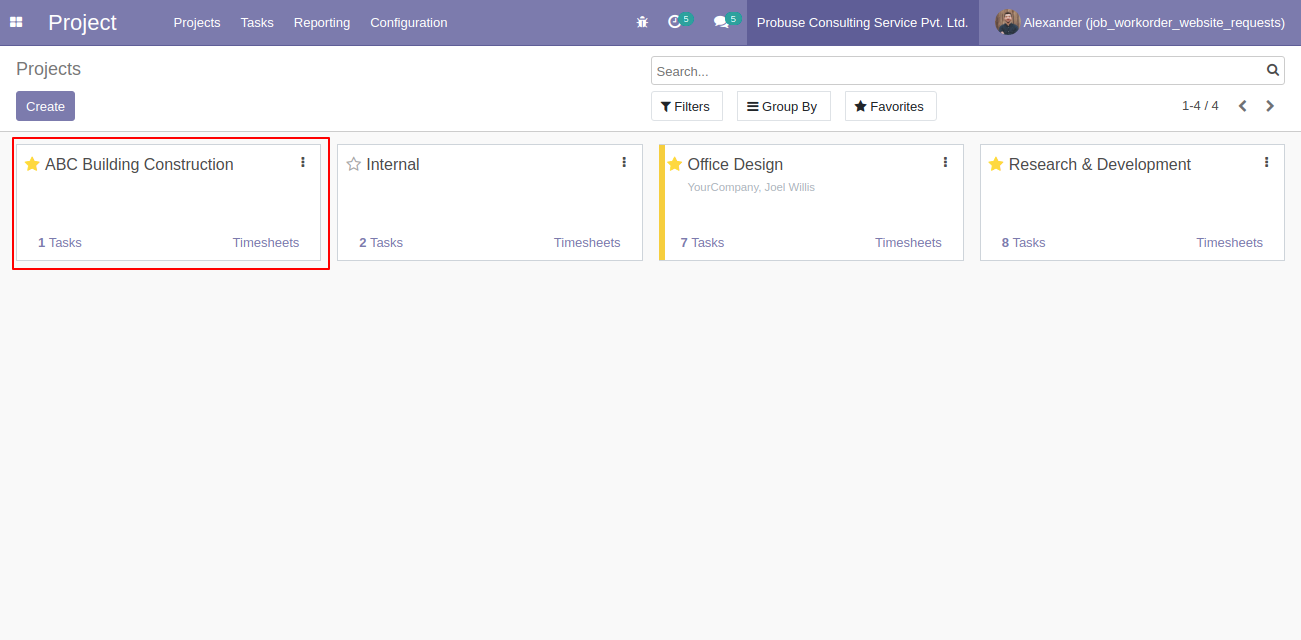 Project Projects Tasks Reporting Configuration 5 5 Probuse Consulting Service Pvt. Ltd. Alexander (job_workorder_website_requests)
Projects Search...
Create Filters Group By Favorites 1-4 / 4
ABC Building Construction Internal Office Design Research & Development
YourCompany, Joel Willis
1 Tasks Timesheets 2 Tasks Timesheets 7 Tasks Timesheets 8 Tasks Timesheets